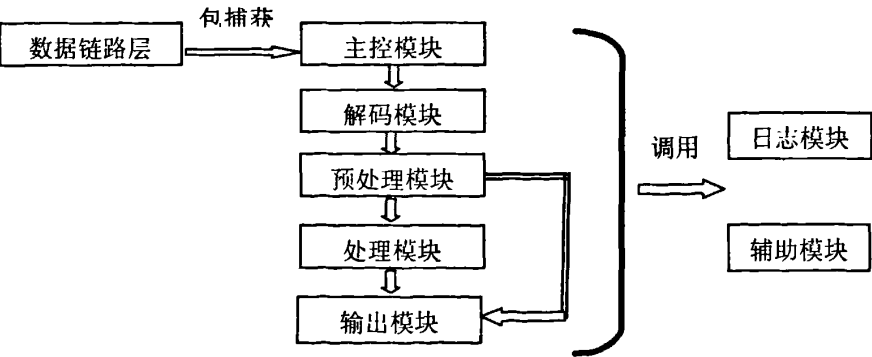 包捕获
数据链路层
主控模块
解码模块
预处理模块
处理模块
输出模块
调用
日志模块
辅助模块